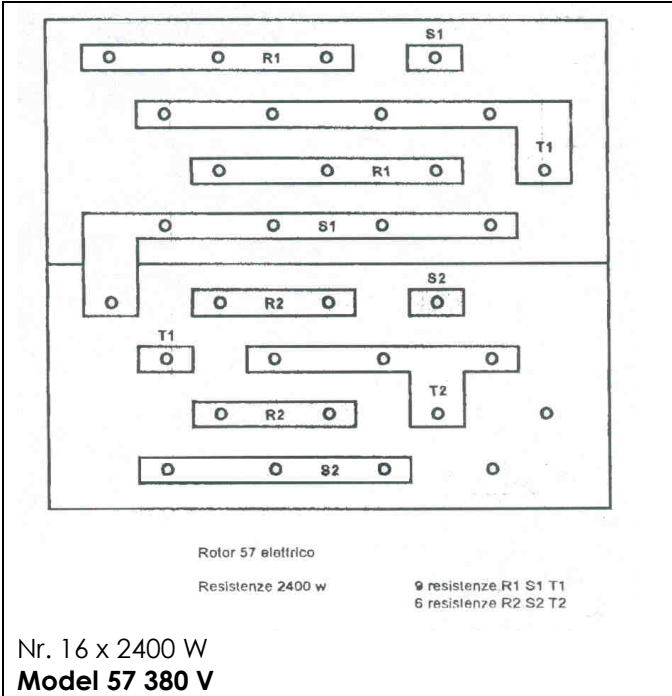 S1
R1
T1
R1
S1
S2
R2
T1
T2
R2
S2
Rotor 57 elettrico
Resistenze 2400 w
9 resistenze R1 S1 T1
6 resistenze R2 S2 T2
Nr. 16 x 2400 W
Model 57 380 V